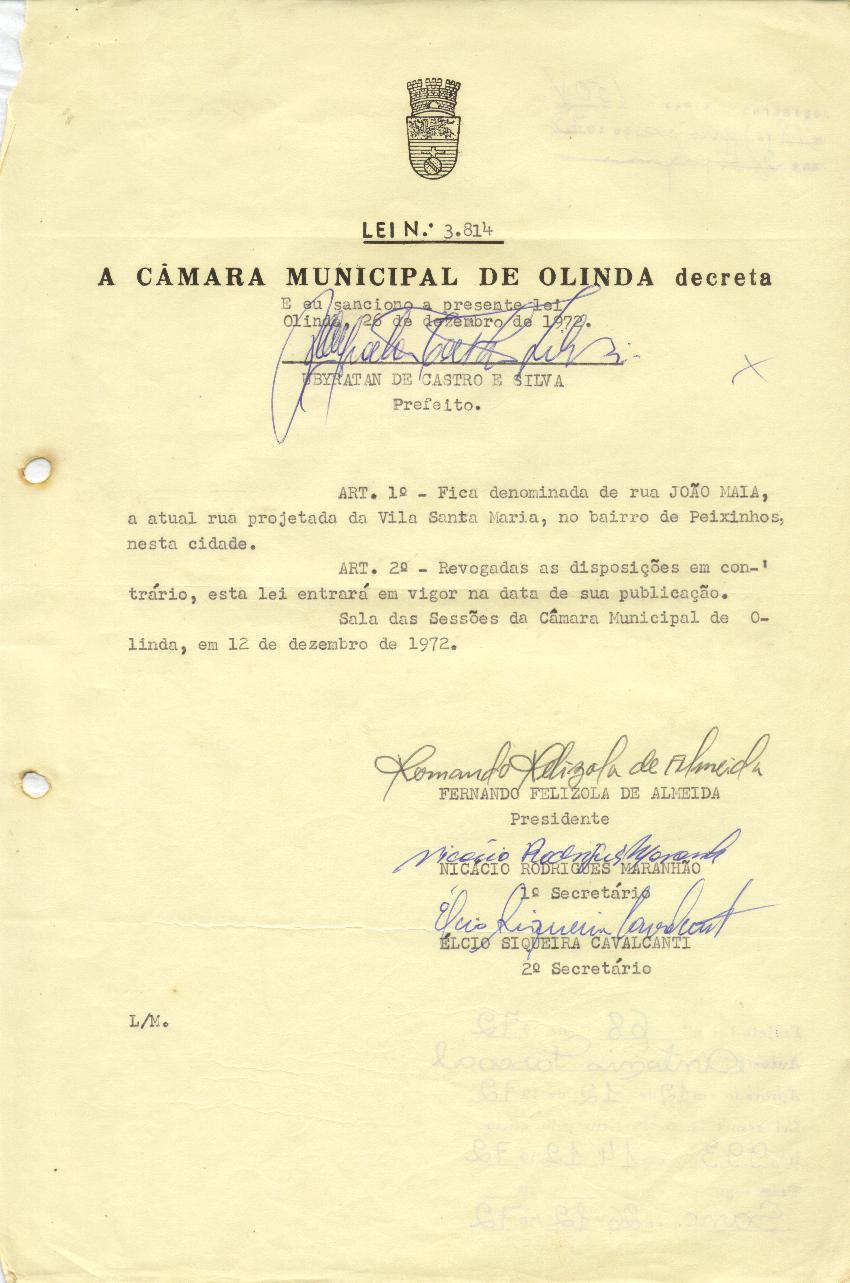 LEI N.º 3.814
A CÂMARA MUNICIPAL DE OLINDA decreta
E eu sanciono a presente lei
Olinda, 26 de dezembro de 1972.
UBYRATAN DE CASTRO E SILVA
Prefeito.
ART. 1º - Fica denominada de rua JOÃO MAIA,
a atual rua projetada da Vila Santa Maria, no bairro de Peixinhos,
nesta cidade.
ART. 2º - Revogadas as disposições em con-'
trário, esta lei entrará em vigor na data de sua publicação.
Sala das Sessões da Câmara Municipal de O-
linda, em 12 de dezembro de 1972.
Fernando Felizola de Almeida
FERNANDO FELIZOLA DE ALMEIDA
Presidente
Nicácio Rodrigues Maranhão
NICÁCIO RODRIGUES MARANHÃO
1º Secretário
Élcio Siqueira Cavalcanti
ÉLCIO SIQUEIRA CAVALCANTI
2º Secretário
L/M.